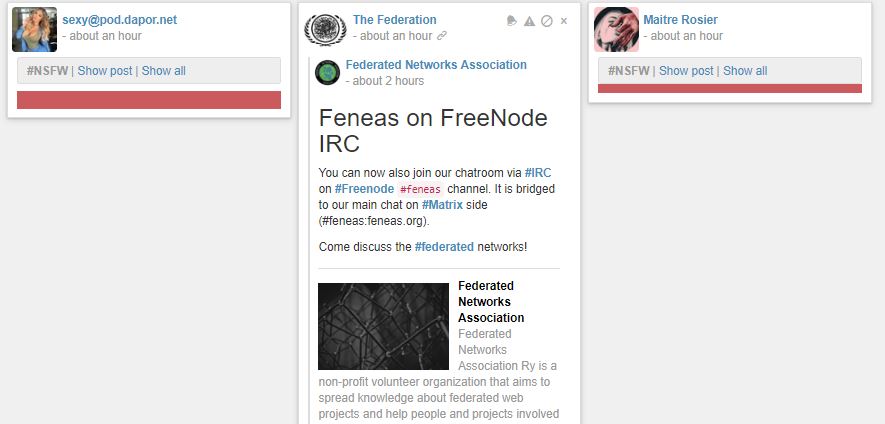 sexy@pod.dapor.net
- about an hour
#NSFW | Show post | Show all
The Federation
- about an hour
Federated Networks Association
- about 2 hours
Feneas on FreeNode
IRC
You can now also join our chatroom via #IRC
on #Freenode #feneas channel. It is bridged
to our main chat on #Matrix side
(#feneas:feneas.org).
Come discuss the #federated networks!
Federated
Networks
Association
Federated
Networks
Association Ry is a
non-profit volunteer organization that aims to
spread knowledge about federated web
projects and help people and projects involved
Maitre Rosier
- about an hour
#NSFW | Show post | Show all